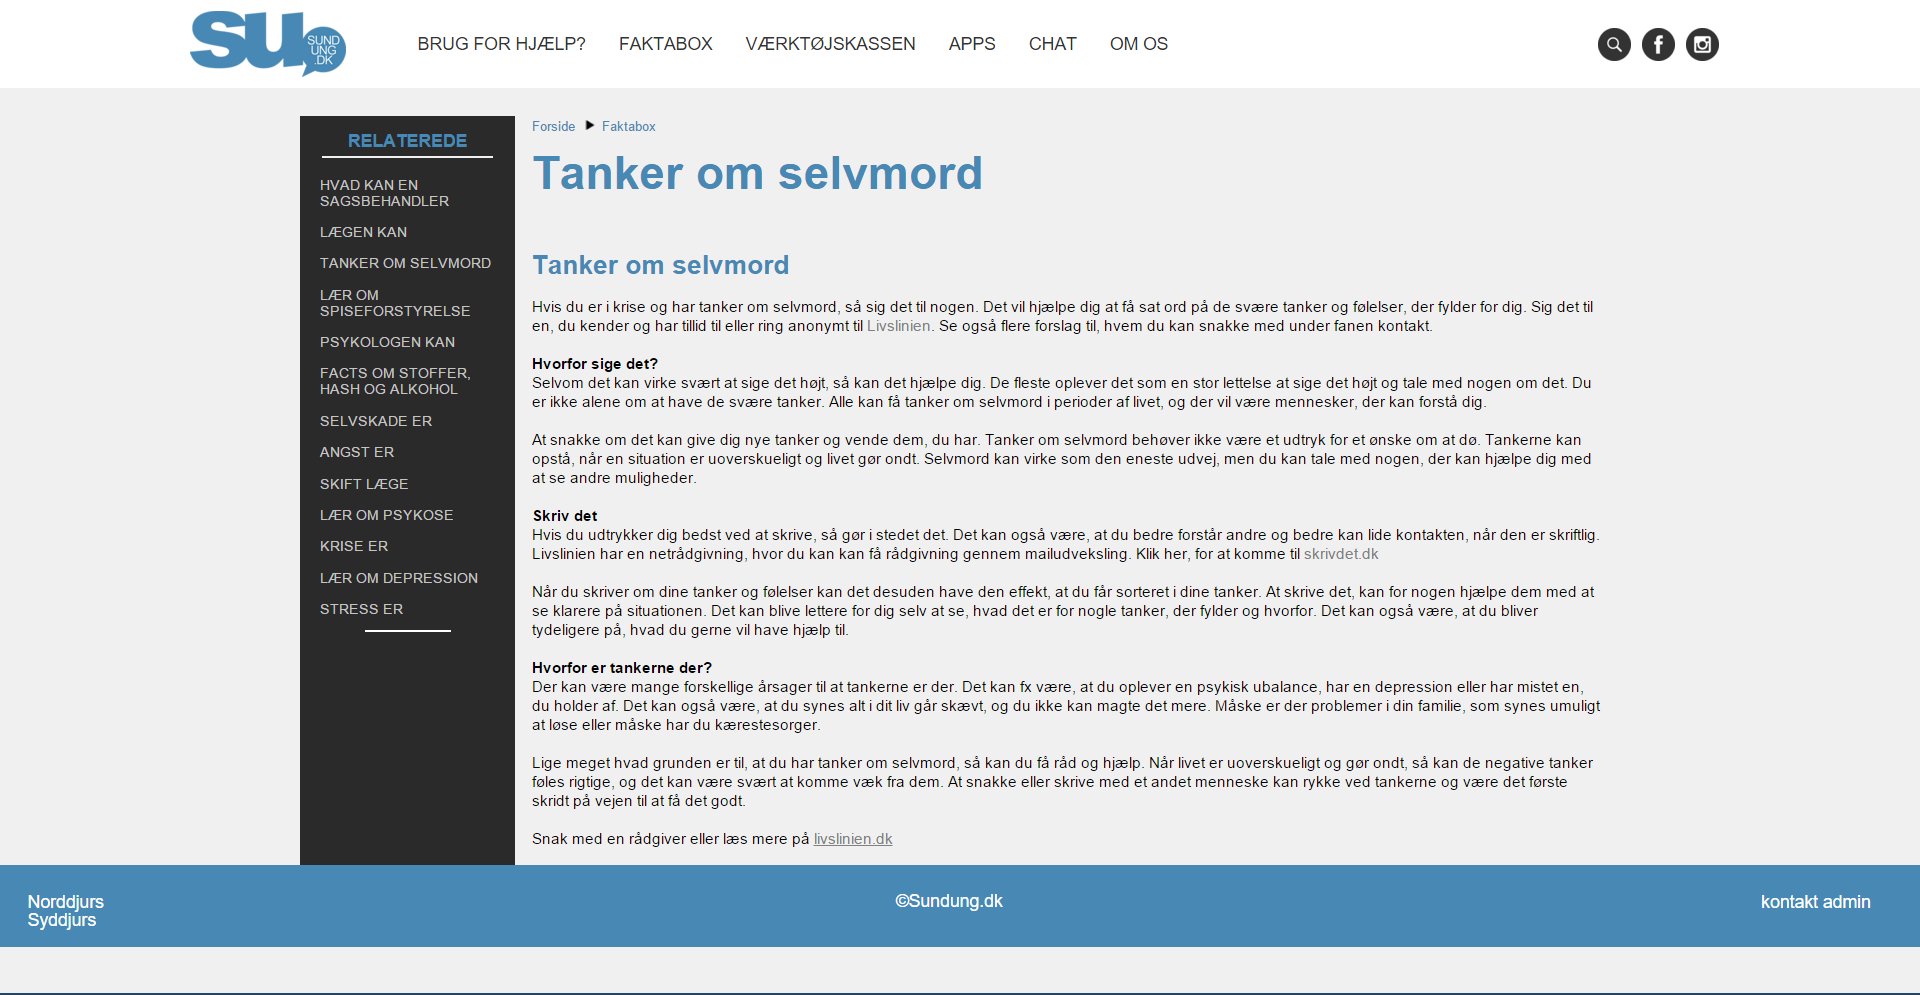 SU
SUND
UNG
.DK
BRUG FOR HJÆLP?
FAKTABOX
VÆRKTØJSKASSEN
APPS
CHAT
OM OS
RELATEREDE
HVAD KAN EN
SAGSBEHANDLER
LÆGEN KAN
TANKER OM SELVMORD
LÆR OM
SPISEFORSTYRELSE
PSYKOLOGEN KAN
FACTS OM STOFFER,
HASH OG ALKOHOL
SELVSKADE ER
ANGST ER
SKIFT LÆGE
LÆR OM PSYKOSE
KRISE ER
LÆR OM DEPRESSION
STRESS ER
Forside
Faktabox
Tanker om selvmord
Tanker om selvmord
Hvis du er i krise og har tanker om selvmord, så sig det til nogen. Det vil hjælpe dig at få sat ord på de svære tanker og følelser, der fylder for dig. Sig det til
en, du kender og har tillid til eller ring anonymt til Livslinien. Se også flere forslag til, hvem du kan snakke med under fanen kontakt.
Hvorfor sige det?
Selvom det kan virke svært at sige det højt, så kan det hjælpe dig. De fleste oplever det som en stor lettelse at sige det højt og tale med nogen om det. Du
er ikke alene om at have de svære tanker. Alle kan få tanker om selvmord i perioder af livet, og der vil være mennesker, der kan forstå dig.
At snakke om det kan give dig nye tanker og vende dem, du har. Tanker om selvmord behøver ikke være et udtryk for et ønske om at dø. Tankerne kan
opstå, når en situation er uoverskueligt og livet gør ondt. Selvmord kan virke som den eneste udvej, men du kan tale med nogen, der kan hjælpe dig med
at se andre muligheder.
Skriv det
Hvis du udtrykker dig bedst ved at skrive, så gør i stedet det. Det kan også være, at du bedre forstår andre og bedre kan lide kontakten, når den er skriftlig.
Livslinien har en netrådgivning, hvor du kan kan få rådgivning gennem mailudveksling. Klik her, for at komme til skrivdet.dk
Når du skriver om dine tanker og følelser kan det desuden have den effekt, at du får sorteret i dine tanker. At skrive det, kan for nogen hjælpe dem med at
se klarere på situationen. Det kan blive lettere for dig selv at se, hvad det er for nogle tanker, der fylder og hvorfor. Det kan også være, at du bliver
tydeligere på, hvad du gerne vil have hjælp til.
Hvorfor er tankerne der?
Der kan være mange forskellige årsager til at tankerne er der. Det kan fx være, at du oplever en psykisk ubalance, har en depression eller har mistet en,
du holder af. Det kan også være, at du synes alt i dit liv går skævt, og du ikke kan magte det mere. Måske er der problemer i din familie, som synes umuligt
at løse eller måske har du kærestesorger.
Lige meget hvad grunden er til, at du har tanker om selvmord, så kan du få råd og hjælp. Når livet er uoverskueligt og gør ondt, så kan de negative tanker
føles rigtige, og det kan være svært at komme væk fra dem. At snakke eller skrive med et andet menneske kan rykke ved tankerne og være det første
skridt på vejen til at få det godt.
Snak med en rådgiver eller læs mere på livslinien.dk
Norddjurs
Syddjurs
©Sundung.dk
kontakt admin